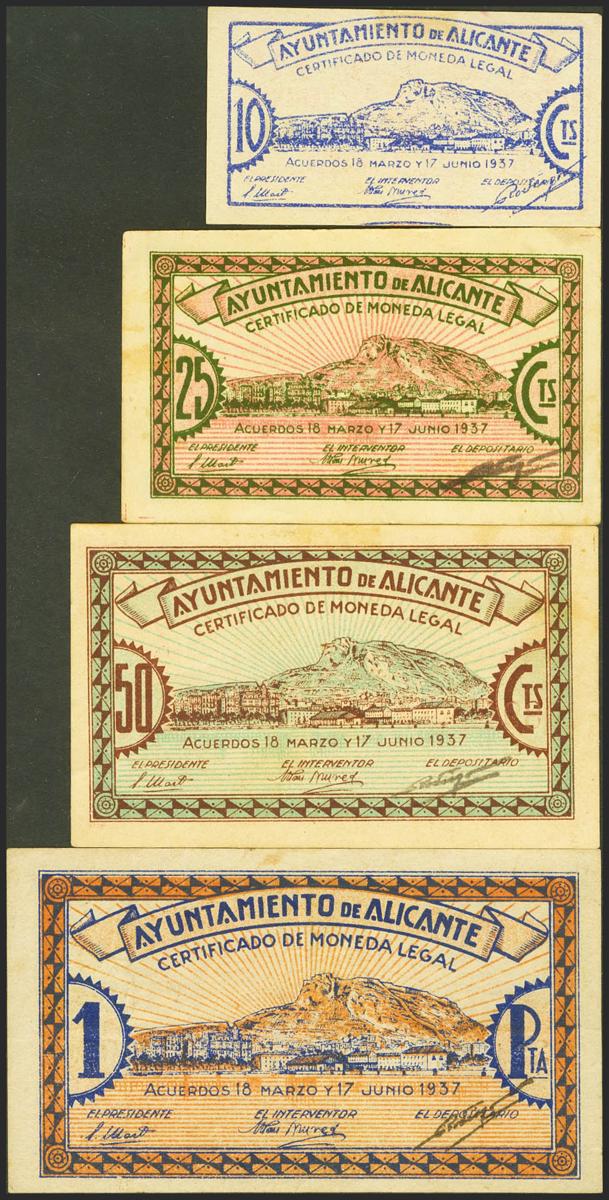 AYUNTAMIENTO DE ALICANTE
CERTIFICADO DE MONEDA LEGAL
10 CTS
ACUERDOS 18 MARZO Y 17 JUNIO 1937
EL PRESIDENTE EL INTERVENTOR EL DEPOSITARIO
AYUNTAMIENTO DE ALICANTE
CERTIFICADO DE MONEDA LEGAL
25 CTS
ACUERDOS 18 MARZO Y 17 JUNIO 1937
EL PRESIDENTE EL INTERVENTOR EL DEPOSITARIO
AYUNTAMIENTO DE ALICANTE
CERTIFICADO DE MONEDA LEGAL
50 CTS
ACUERDOS 18 MARZO Y 17 JUNIO 1937
EL PRESIDENTE EL INTERVENTOR EL DEPOSITARIO
AYUNTAMIENTO DE ALICANTE
CERTIFICADO DE MONEDA LEGAL
1 PTA
ACUERDOS 18 MARZO Y 17 JUNIO 1937
EL PRESIDENTE EL INTERVENTOR EL DEPOSITARIO